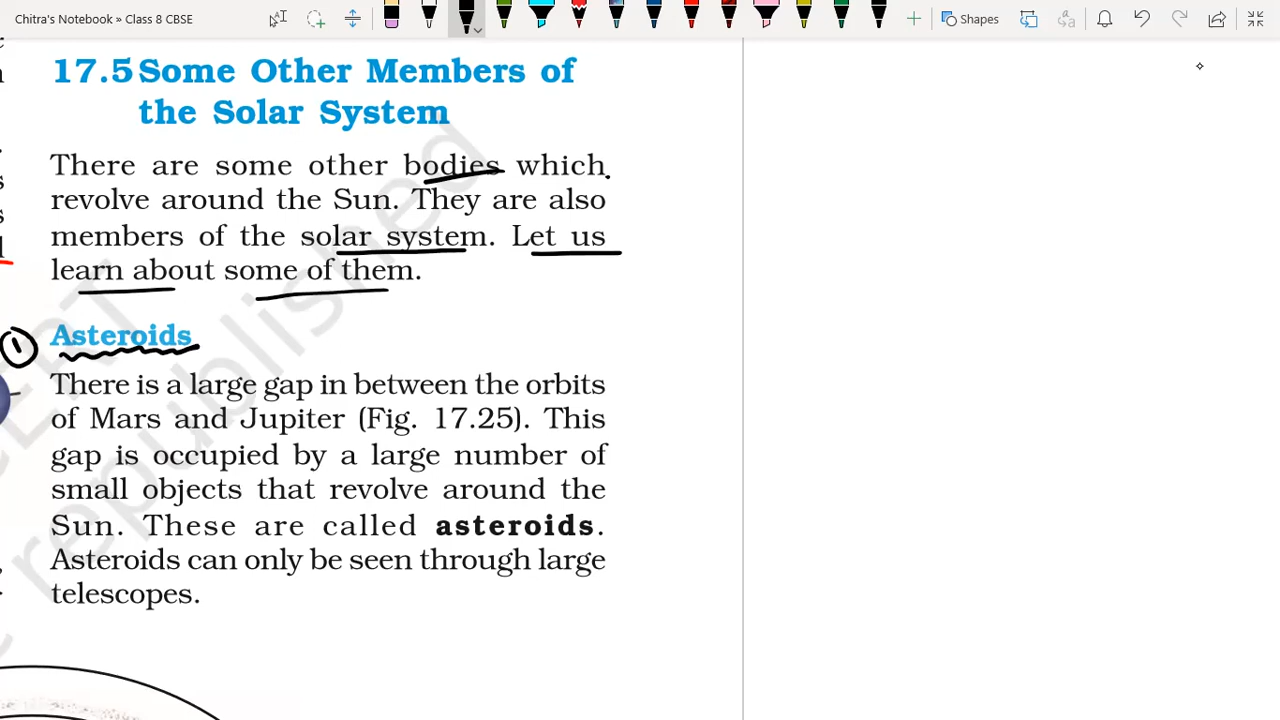 Chitra's Notebook » Class 8 CBSE
Shapes
17.5 Some Other Members of
the Solar System
There are some other bodies which
revolve around the Sun. They are also
members of the solar system. Let us
learn about some of them.
1 Asteroids
There is a large gap in between the orbits
of Mars and Jupiter (Fig. 17.25). This
gap is occupied by a large number of
small objects that revolve around the
Sun. These are called asteroids.
Asteroids can only be seen through large
telescopes.
republished